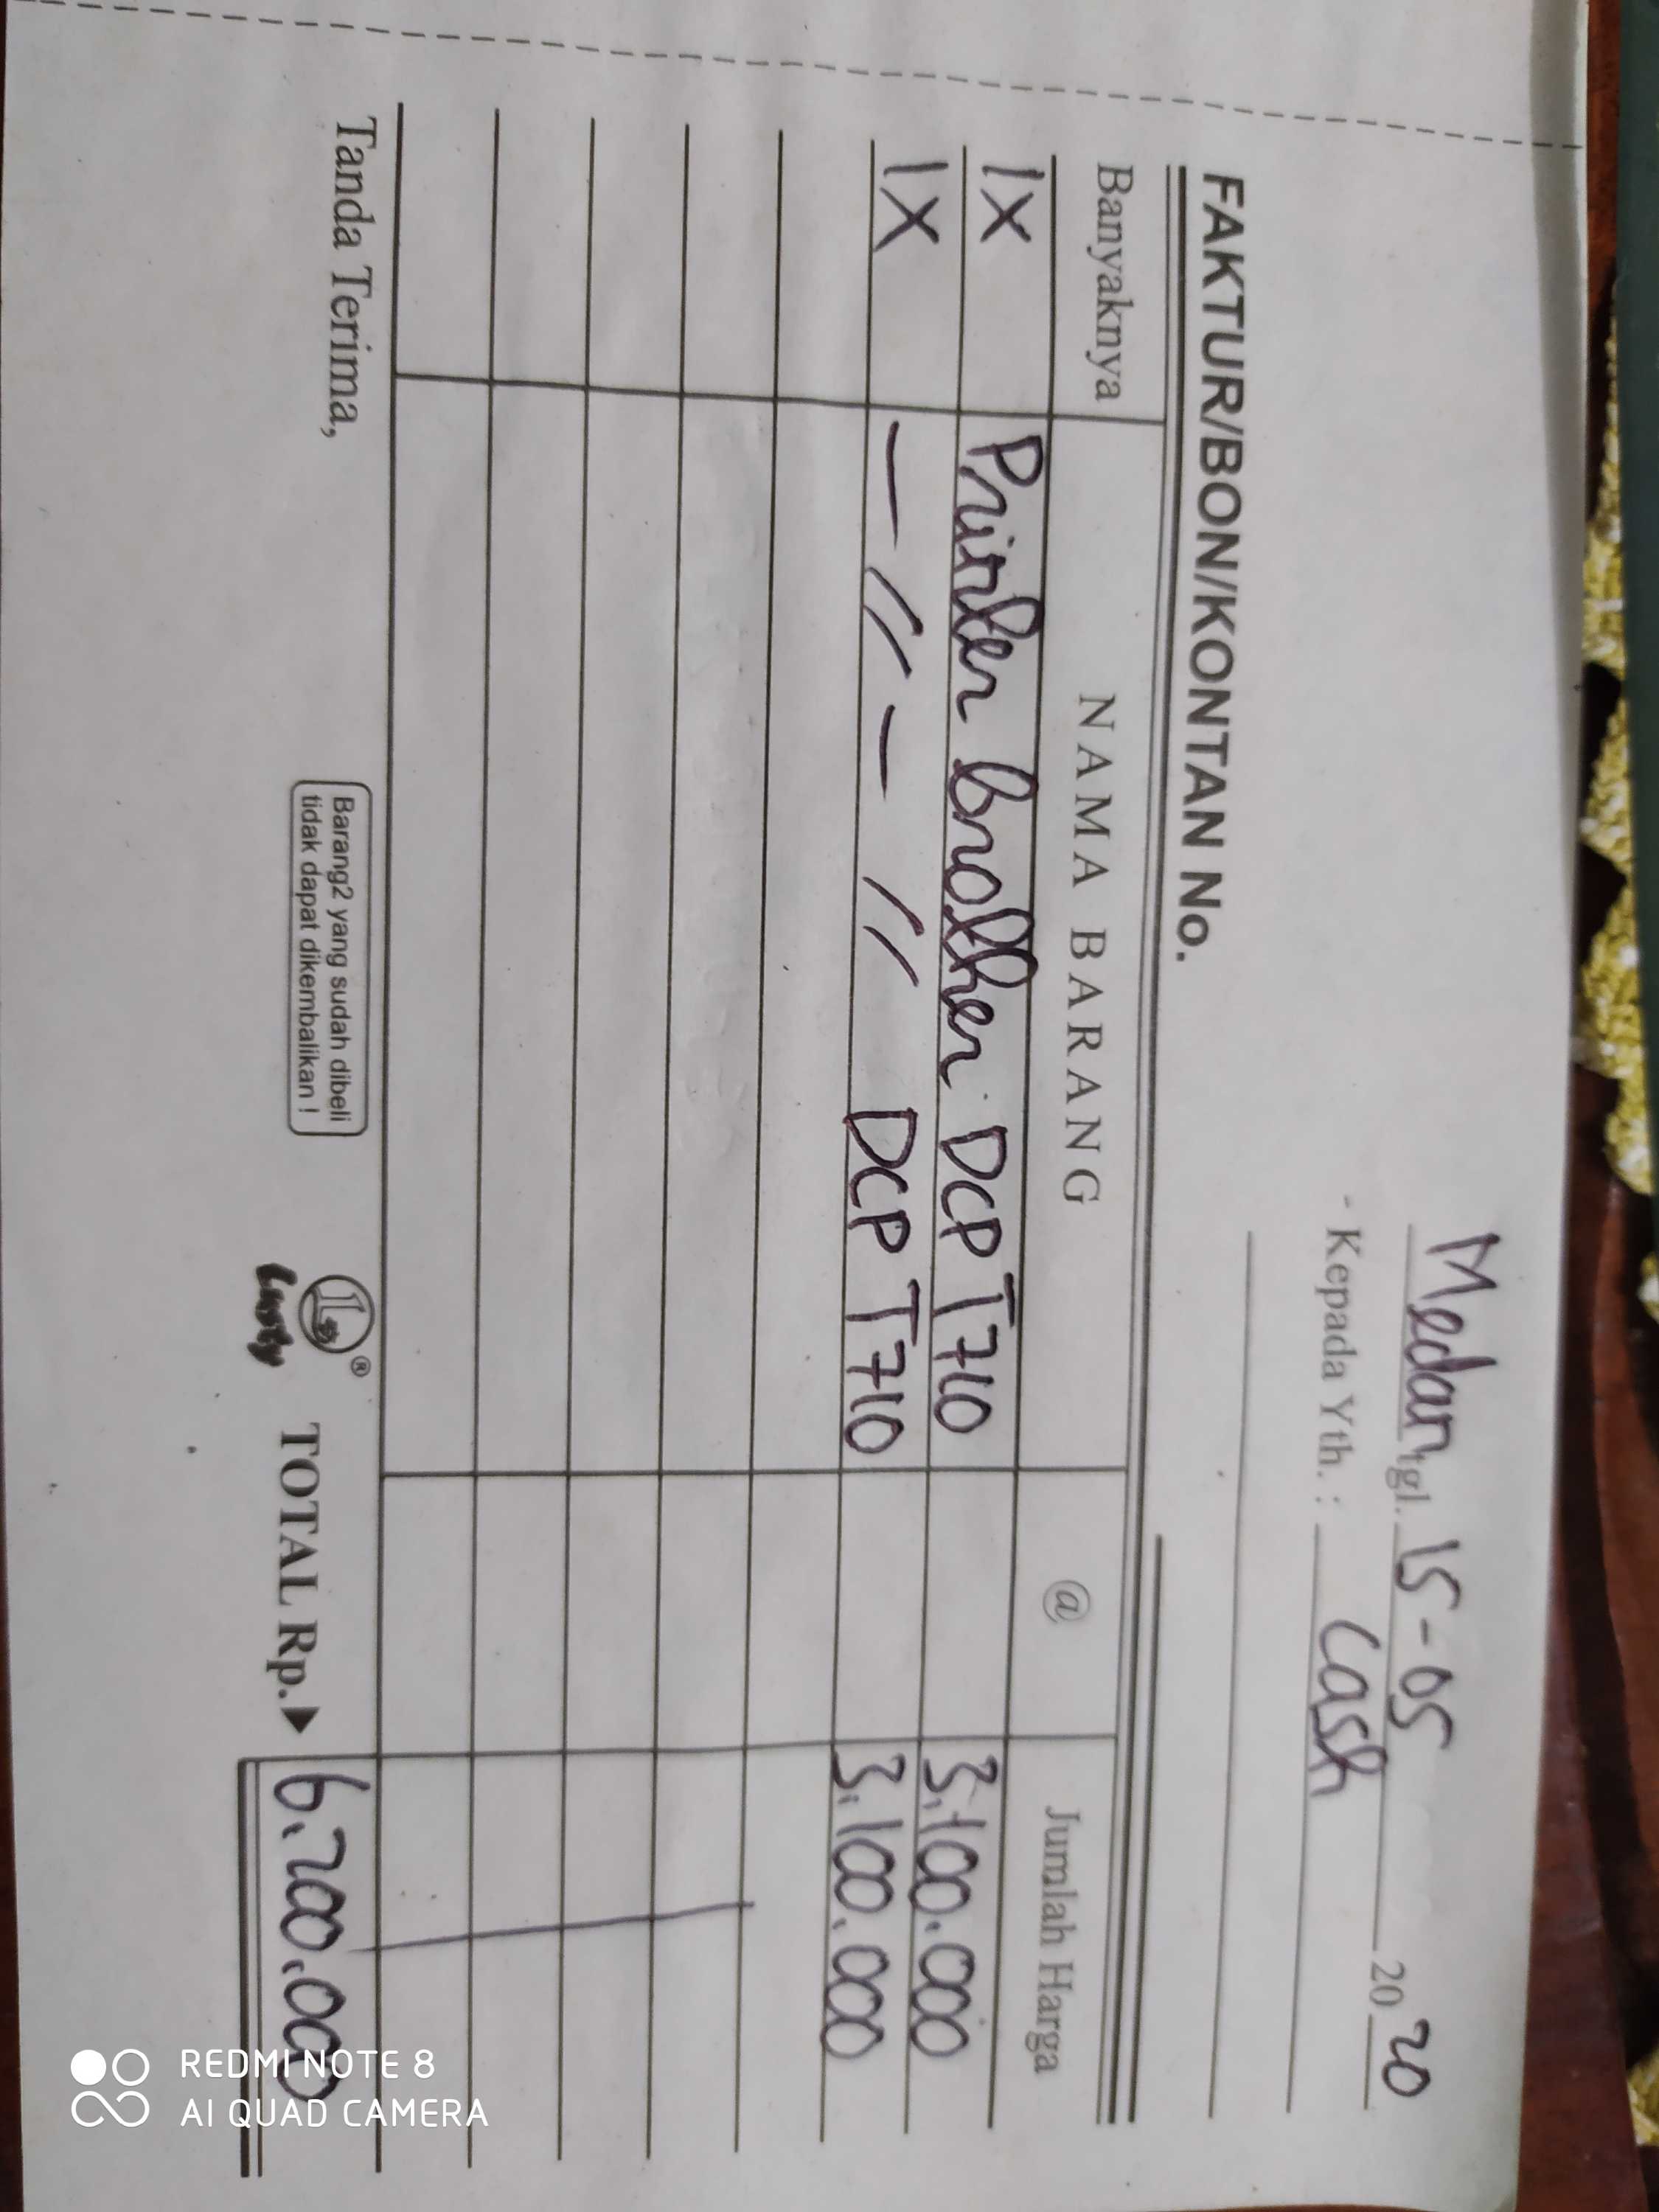 Medan, tgl. 15-05 2020
- Kepada Yth. : Cash
FAKTUR/BON/KONTAN No.
Banyaknya NAMA BARANG @ Jumlah Harga
1X Printer brother DCP T710 3.100.000
1X — // — // DCP T710 3.100.000
Tanda Terima,
Barang2 yang sudah dibeli
tidak dapat dikembalikan !
L ®
Lusty
TOTAL Rp. 6.200.000
REDMI NOTE 8
AI QUAD CAMERA